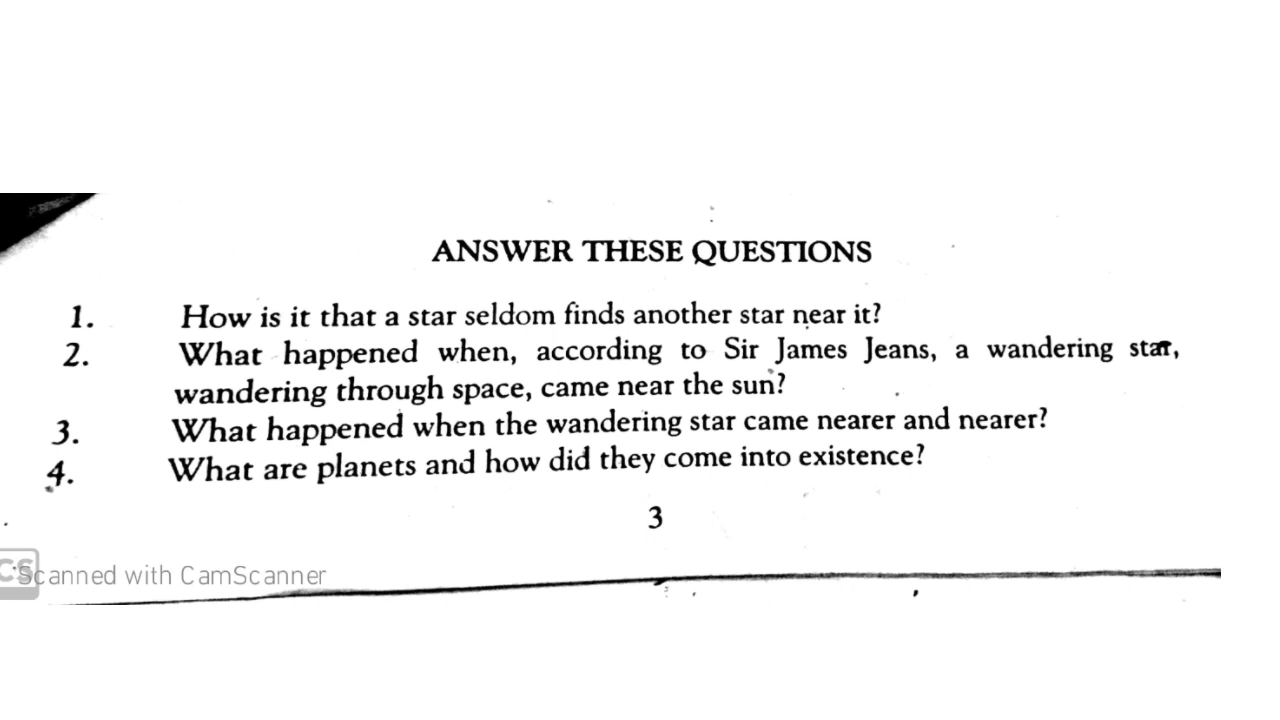 ANSWER THESE QUESTIONS
1. How is it that a star seldom finds another star near it?
2. What happened when, according to Sir James Jeans, a wandering star,
wandering through space, came near the sun?
3. What happened when the wandering star came nearer and nearer?
4. What are planets and how did they come into existence?
3
CS Scanned with CamScanner